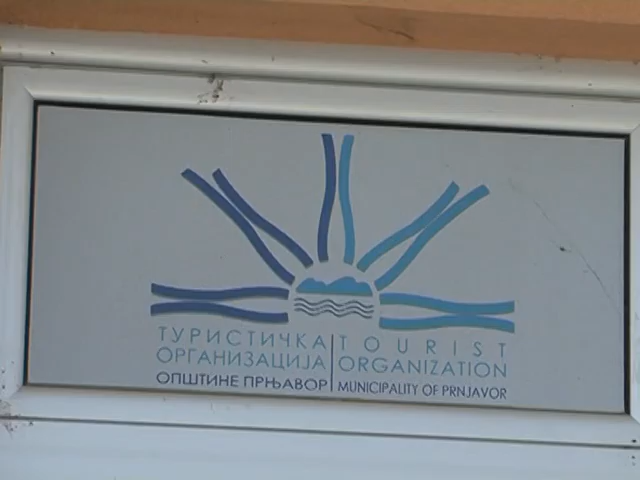 ТУРИСТИЧКА
ОРГАНИЗАЦИЈА
ОПШТИНЕ ПРЊАВОР
TOURIST
ORGANIZATION
MUNICIPALITY OF PRNJAVOR